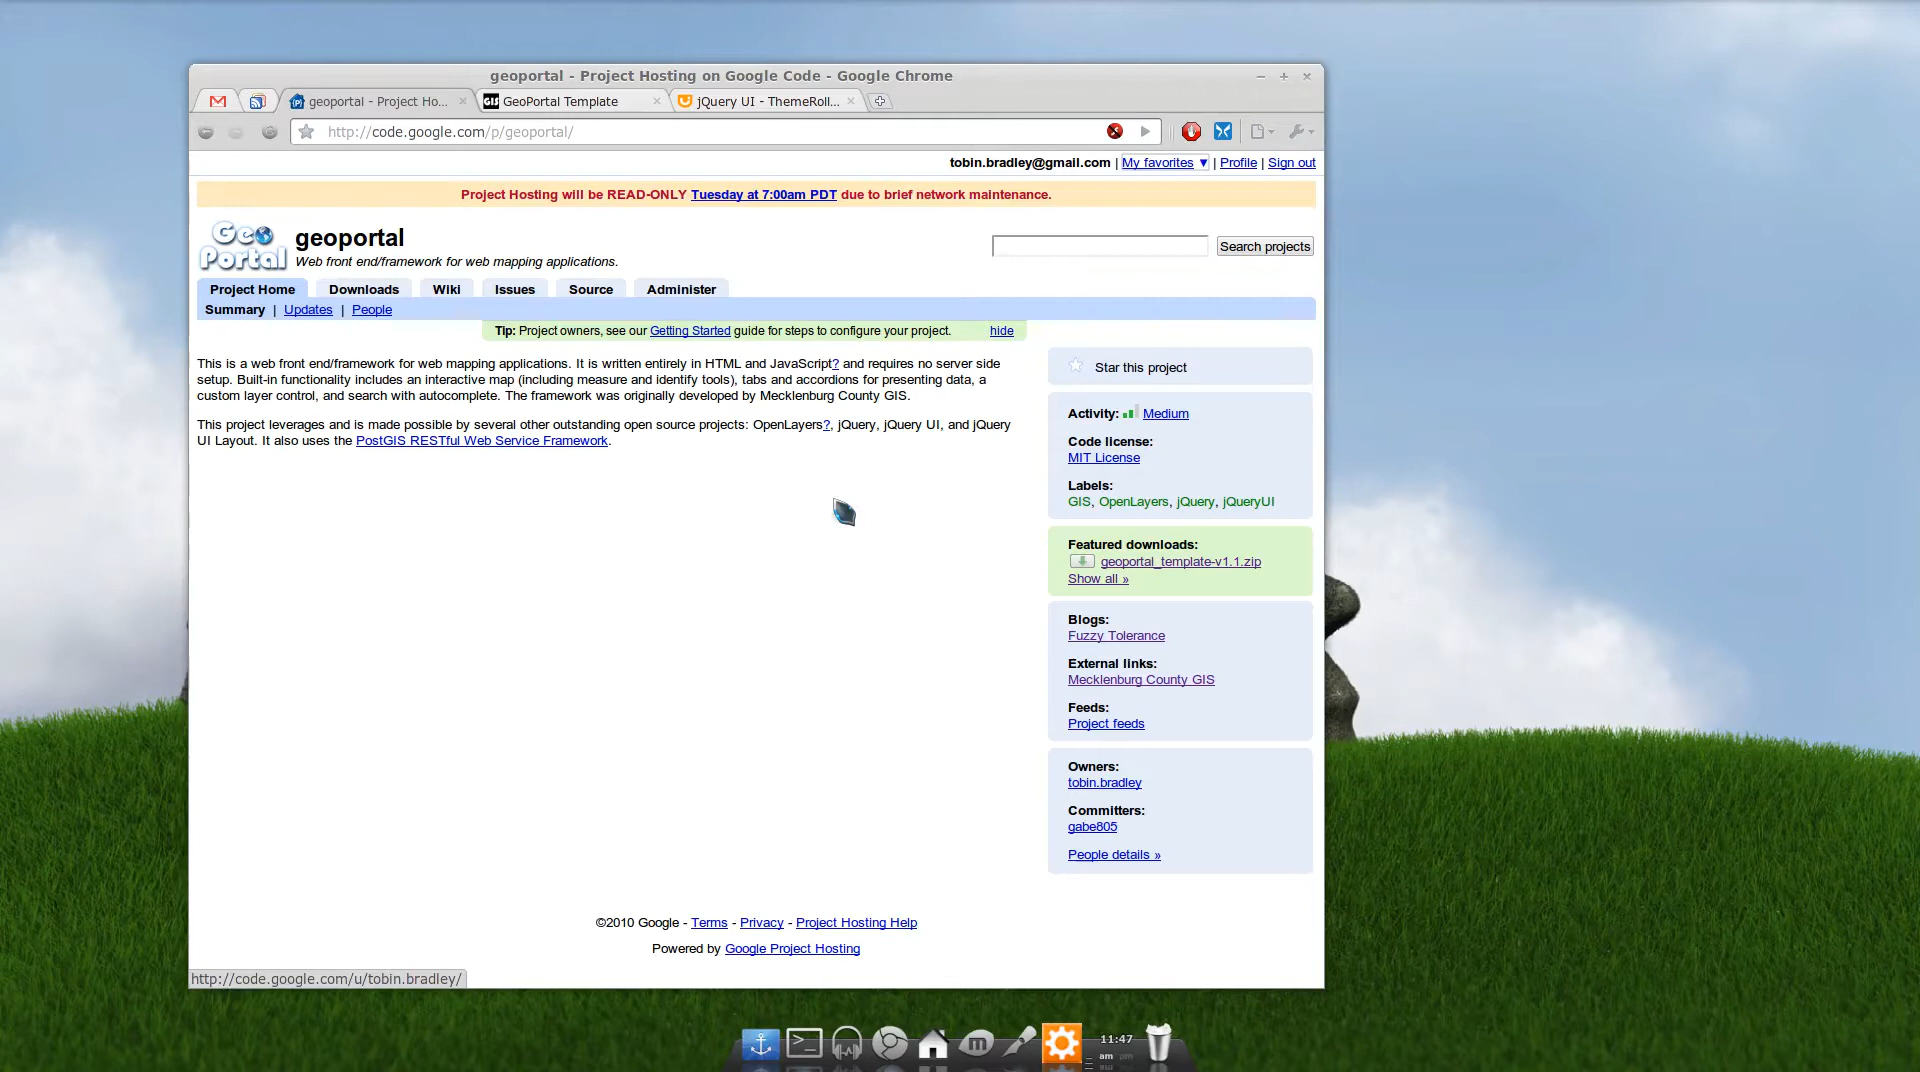 geoportal - Project Hosting on Google Code - Google Chrome
geoportal - Project Ho...
GIS GeoPortal Template
jQuery UI - ThemeRoll...
http://code.google.com/p/geoportal/
tobin.bradley@gmail.com | My favorites ▼ | Profile | Sign out
Project Hosting will be READ-ONLY Tuesday at 7:00am PDT due to brief network maintenance.
Geo Portal
geoportal
Web front end/framework for web mapping applications.
Search projects
Project Home Downloads Wiki Issues Source Administer
Summary | Updates | People
Tip: Project owners, see our Getting Started guide for steps to configure your project. hide
This is a web front end/framework for web mapping applications. It is written entirely in HTML and JavaScript? and requires no server side
setup. Built-in functionality includes an interactive map (including measure and identify tools), tabs and accordions for presenting data, a
custom layer control, and search with autocomplete. The framework was originally developed by Mecklenburg County GIS.
This project leverages and is made possible by several other outstanding open source projects: OpenLayers?, jQuery, jQuery UI, and jQuery
UI Layout. It also uses the PostGIS RESTful Web Service Framework.
Star this project
Activity: Medium
Code license:
MIT License
Labels:
GIS, OpenLayers, jQuery, jQueryUI
Featured downloads:
geoportal_template-v1.1.zip
Show all »
Blogs:
Fuzzy Tolerance
External links:
Mecklenburg County GIS
Feeds:
Project feeds
Owners:
tobin.bradley
Committers:
gabe805
People details »
©2010 Google - Terms - Privacy - Project Hosting Help
Powered by Google Project Hosting
http://code.google.com/u/tobin.bradley/
11:47
am pm